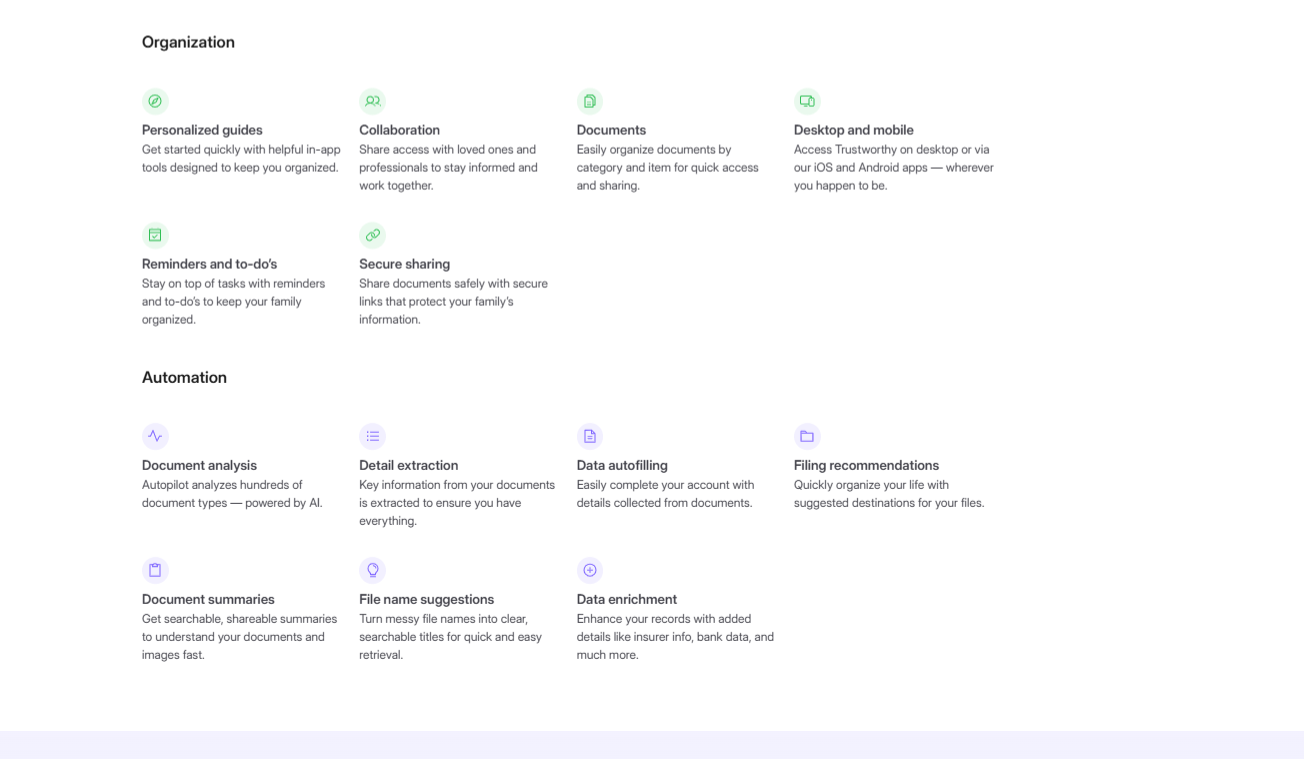 Organization
Personalized guides
Get started quickly with helpful in-app
tools designed to keep you organized.
Collaboration
Share access with loved ones and
professionals to stay informed and
work together.
Documents
Easily organize documents by
category and item for quick access
and sharing.
Desktop and mobile
Access Trustworthy on desktop or via
our iOS and Android apps — wherever
you happen to be.
Reminders and to-do’s
Stay on top of tasks with reminders
and to-do’s to keep your family
organized.
Secure sharing
Share documents safely with secure
links that protect your family’s
information.
Automation
Document analysis
Autopilot analyzes hundreds of
document types — powered by AI.
Detail extraction
Key information from your documents
is extracted to ensure you have
everything.
Data autofilling
Easily complete your account with
details collected from documents.
Filing recommendations
Quickly organize your life with
suggested destinations for your files.
Document summaries
Get searchable, shareable summaries
to understand your documents and
images fast.
File name suggestions
Turn messy file names into clear,
searchable titles for quick and easy
retrieval.
Data enrichment
Enhance your records with added
details like insurer info, bank data, and
much more.